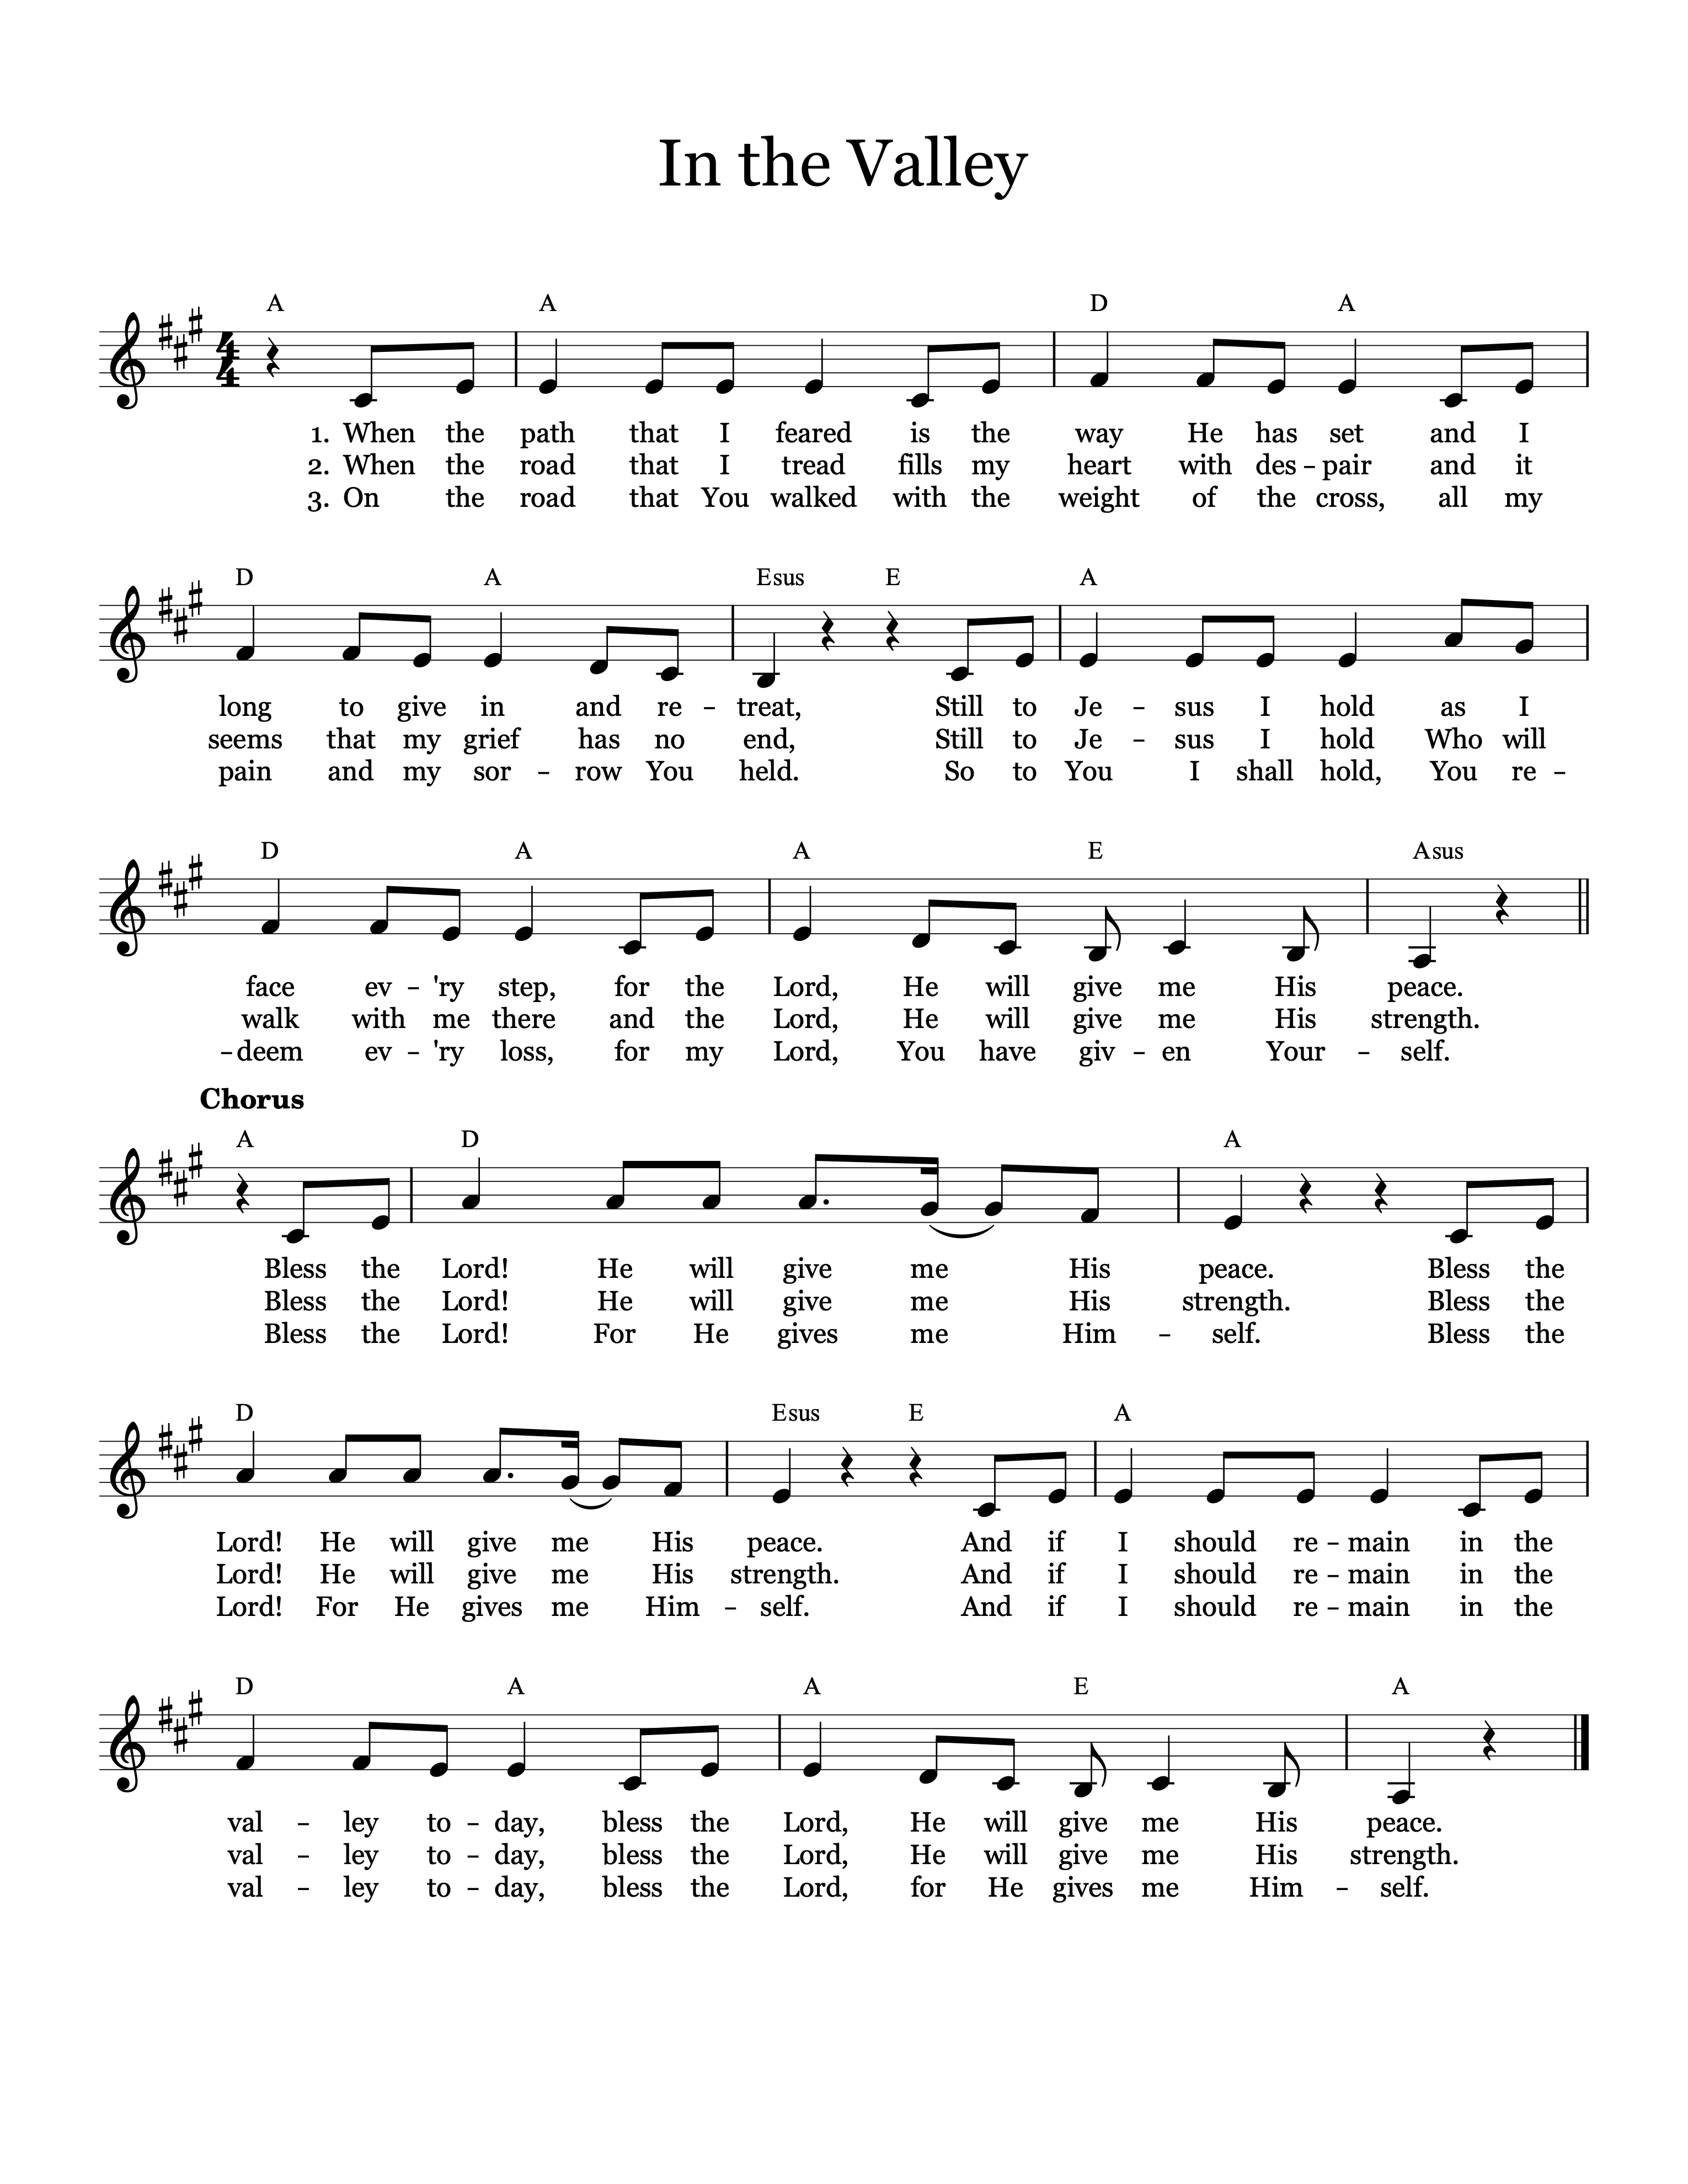 In the Valley
A A D A
4
4
1. When the path that I feared is the way He has set and I
2. When the road that I tread fills my heart with des - pair and it
3. On the road that You walked with the weight of the cross, all my
D A Esus E A
long to give in and re - treat, Still to Je - sus I hold as I
seems that my grief has no end, Still to Je - sus I hold Who will
pain and my sor - row You held. So to You I shall hold, You re -
D A A E Asus
face ev - 'ry step, for the Lord, He will give me His peace.
walk with me there and the Lord, He will give me His strength.
- deem ev - 'ry loss, for my Lord, You have giv - en Your - self.
Chorus
A D A
Bless the Lord! He will give me His peace. Bless the
Bless the Lord! He will give me His strength. Bless the
Bless the Lord! For He gives me Him - self. Bless the
D Esus E A
Lord! He will give me His peace. And if I should re - main in the
Lord! He will give me His strength. And if I should re - main in the
Lord! For He gives me Him - self. And if I should re - main in the
D A A E A
val - ley to - day, bless the Lord, He will give me His peace.
val - ley to - day, bless the Lord, He will give me His strength.
val - ley to - day, bless the Lord, for He gives me Him - self.